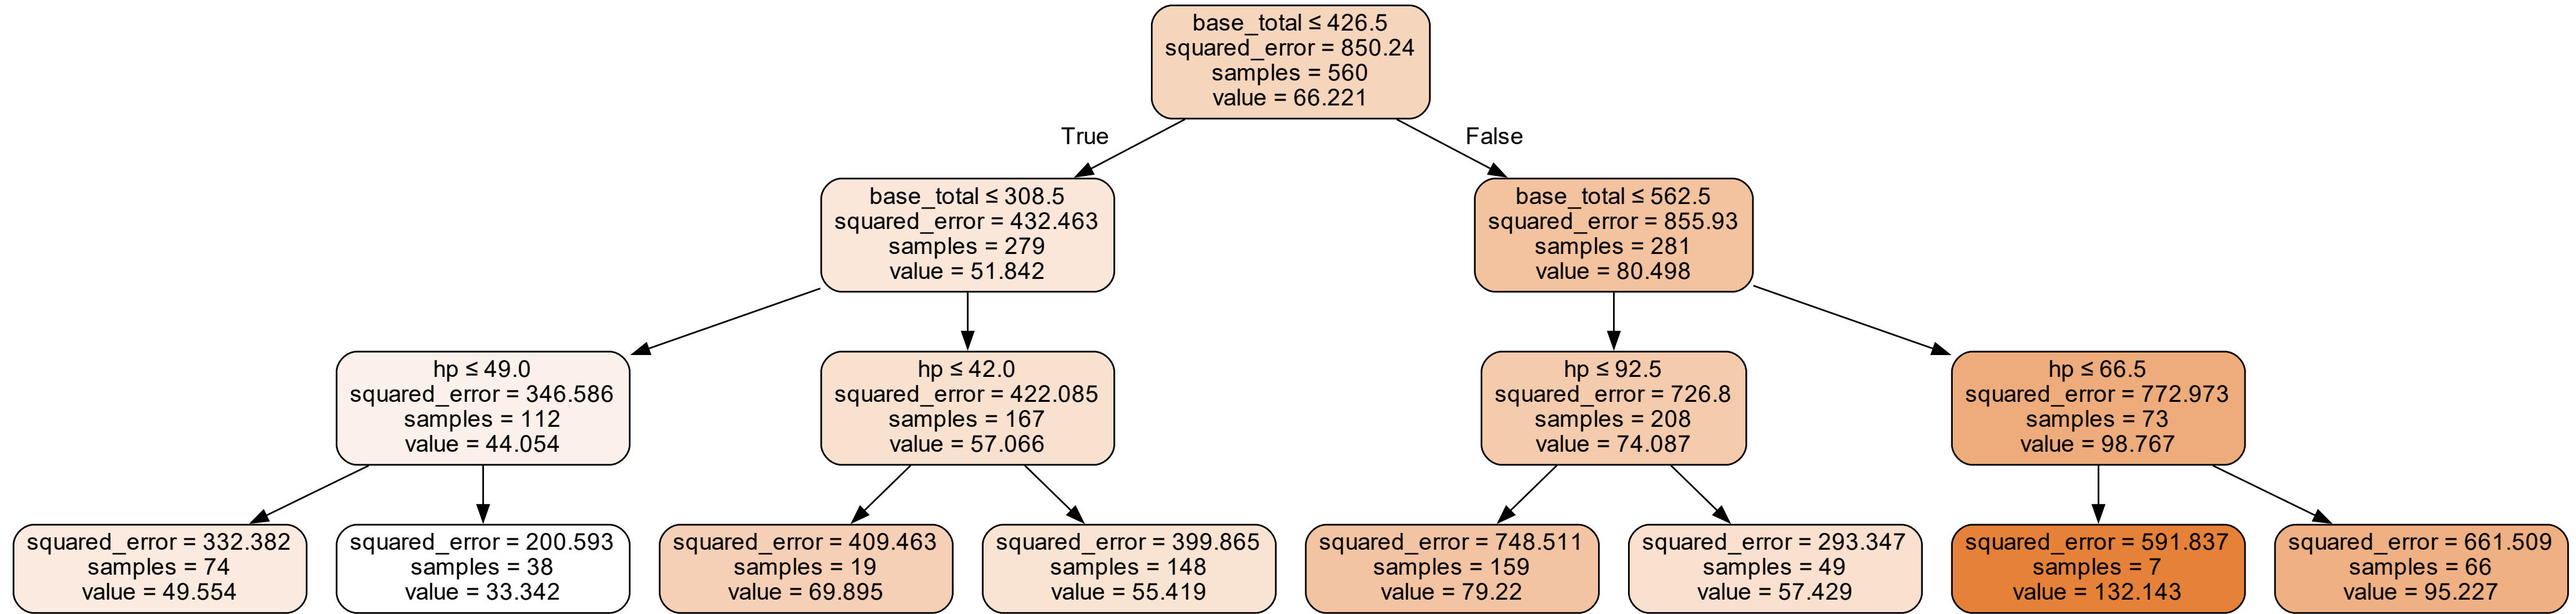 base_total ≤ 426.5
squared_error = 850.24
samples = 560
value = 66.221
True
False
base_total ≤ 308.5
squared_error = 432.463
samples = 279
value = 51.842
base_total ≤ 562.5
squared_error = 855.93
samples = 281
value = 80.498
hp ≤ 49.0
squared_error = 346.586
samples = 112
value = 44.054
hp ≤ 42.0
squared_error = 422.085
samples = 167
value = 57.066
hp ≤ 92.5
squared_error = 726.8
samples = 208
value = 74.087
hp ≤ 66.5
squared_error = 772.973
samples = 73
value = 98.767
squared_error = 332.382
samples = 74
value = 49.554
squared_error = 200.593
samples = 38
value = 33.342
squared_error = 409.463
samples = 19
value = 69.895
squared_error = 399.865
samples = 148
value = 55.419
squared_error = 748.511
samples = 159
value = 79.22
squared_error = 293.347
samples = 49
value = 57.429
squared_error = 591.837
samples = 7
value = 132.143
squared_error = 661.509
samples = 66
value = 95.227